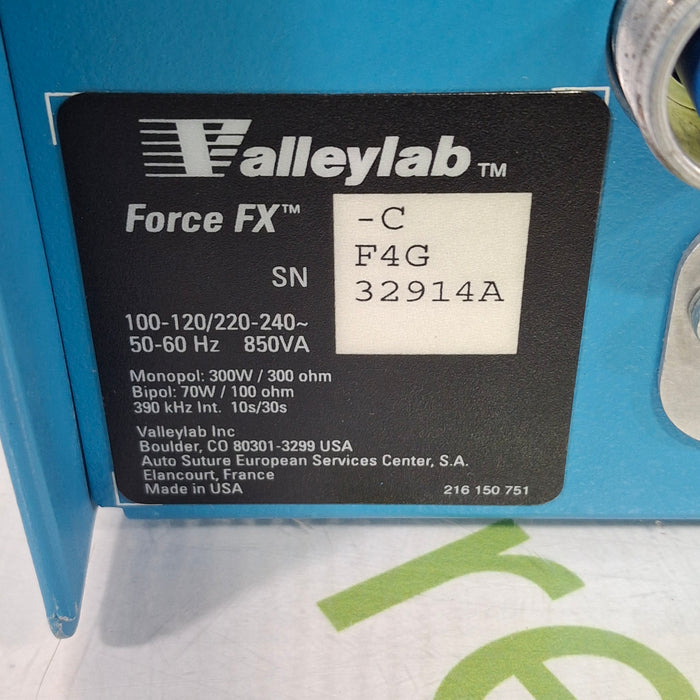 Valleylab™
Force FX™ -C
SN F4G
32914A
100-120/220-240~
50-60 Hz 850VA
Monopol: 300W / 300 ohm
Bipol: 70W / 100 ohm
390 kHz Int. 10s/30s
Valleylab Inc
Boulder, CO 80301-3299 USA
Auto Suture European Services Center, S.A.
Elancourt, France
Made in USA 216 150 751
re